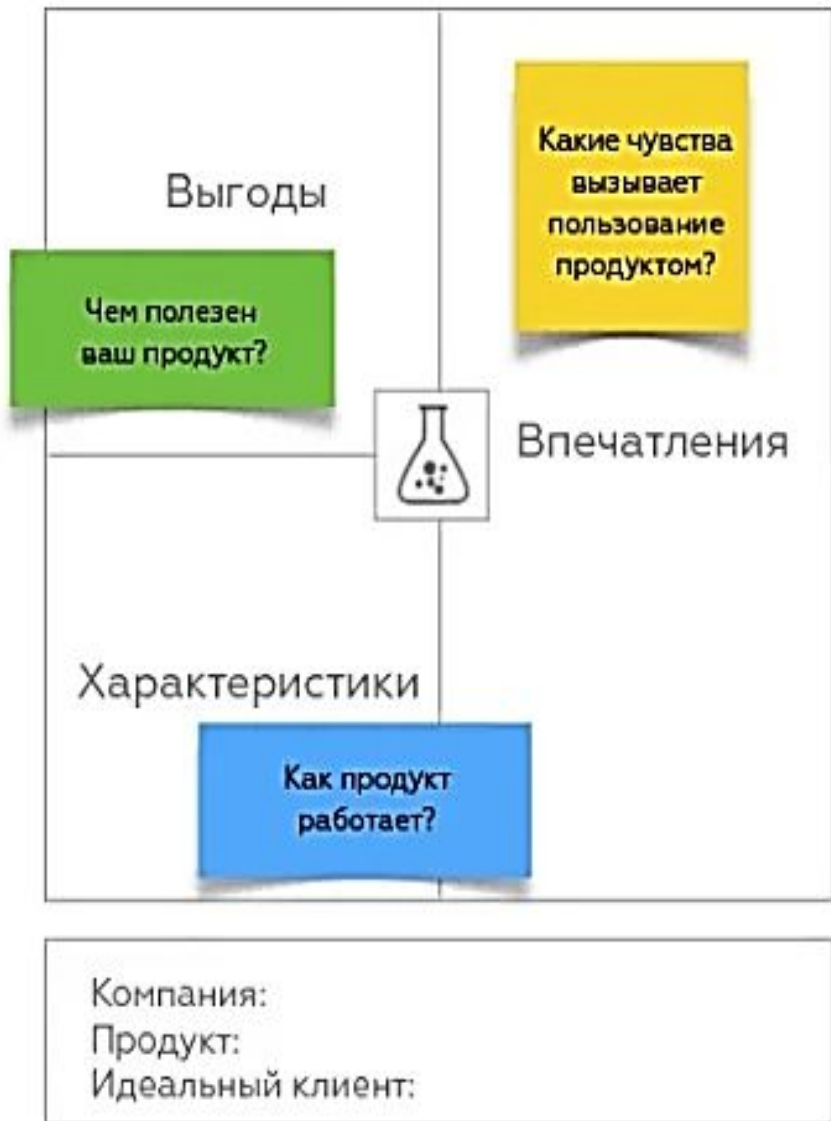 Выгоды
Чем полезен
ваш продукт?
Какие чувства
вызывает
пользование
продуктом?
Впечатления
Характеристики
Как продукт
работает?
Компания:
Продукт:
Идеальный клиент: